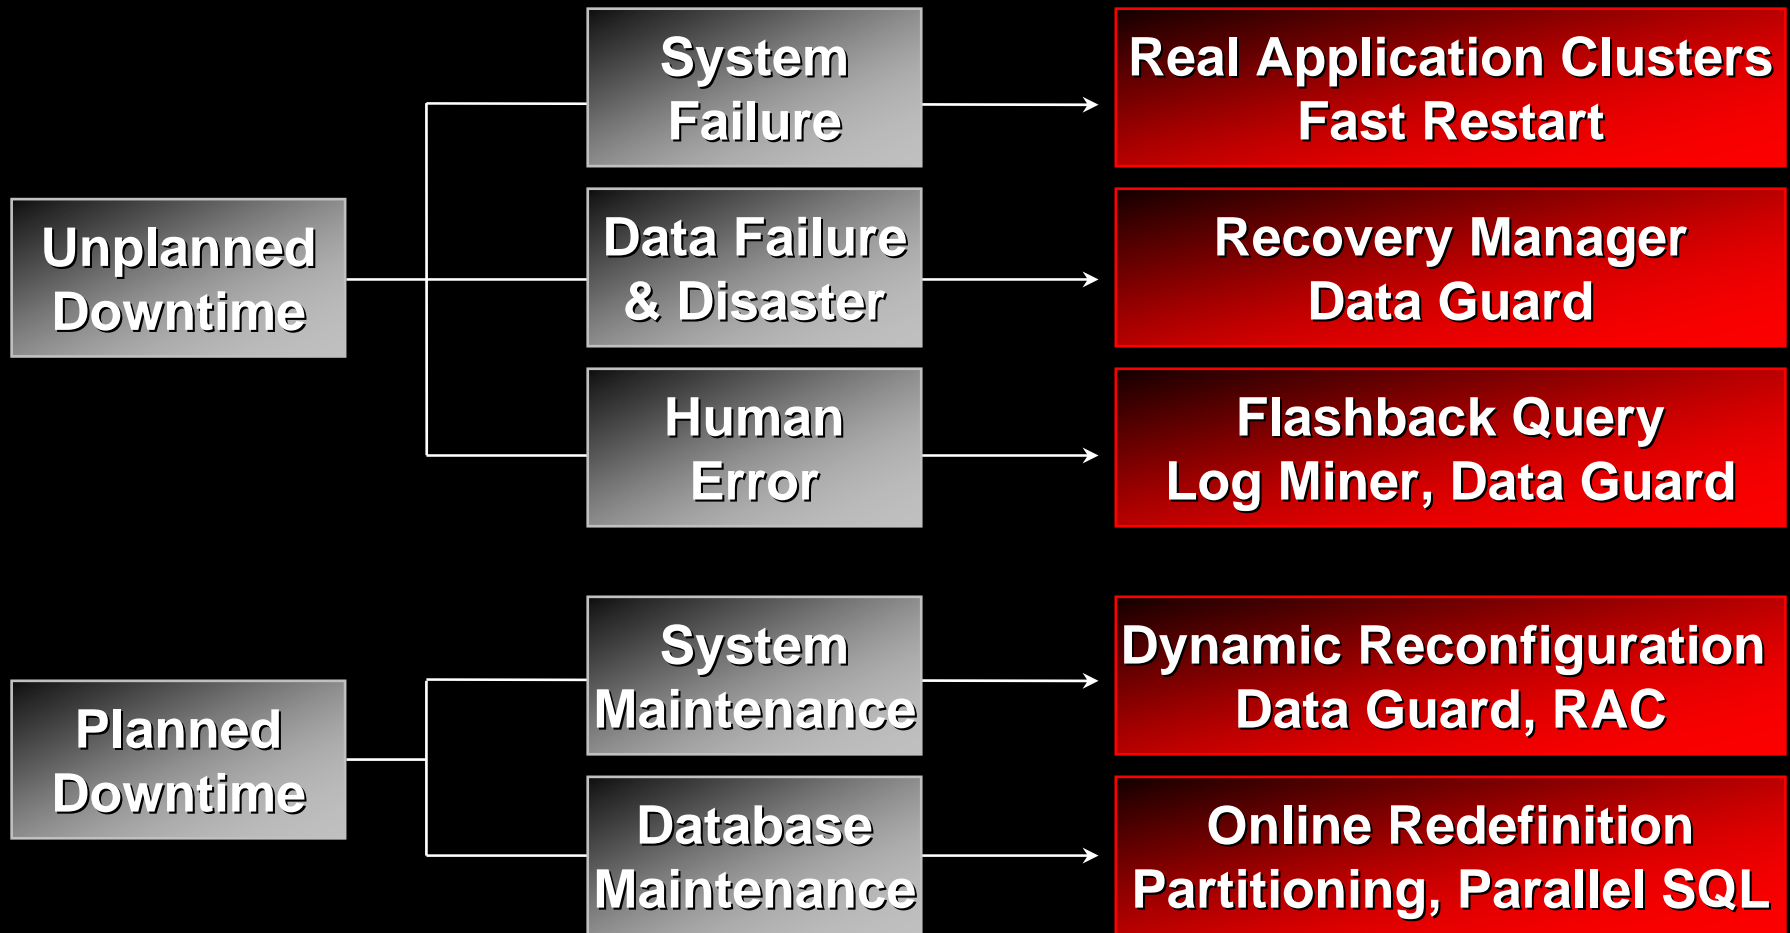 Unplanned
Downtime
System
Failure
Real Application Clusters
Fast Restart
Data Failure
& Disaster
Recovery Manager
Data Guard
Human
Error
Flashback Query
Log Miner, Data Guard
Planned
Downtime
System
Maintenance
Dynamic Reconfiguration
Data Guard, RAC
Database
Maintenance
Online Redefinition
Partitioning, Parallel SQL